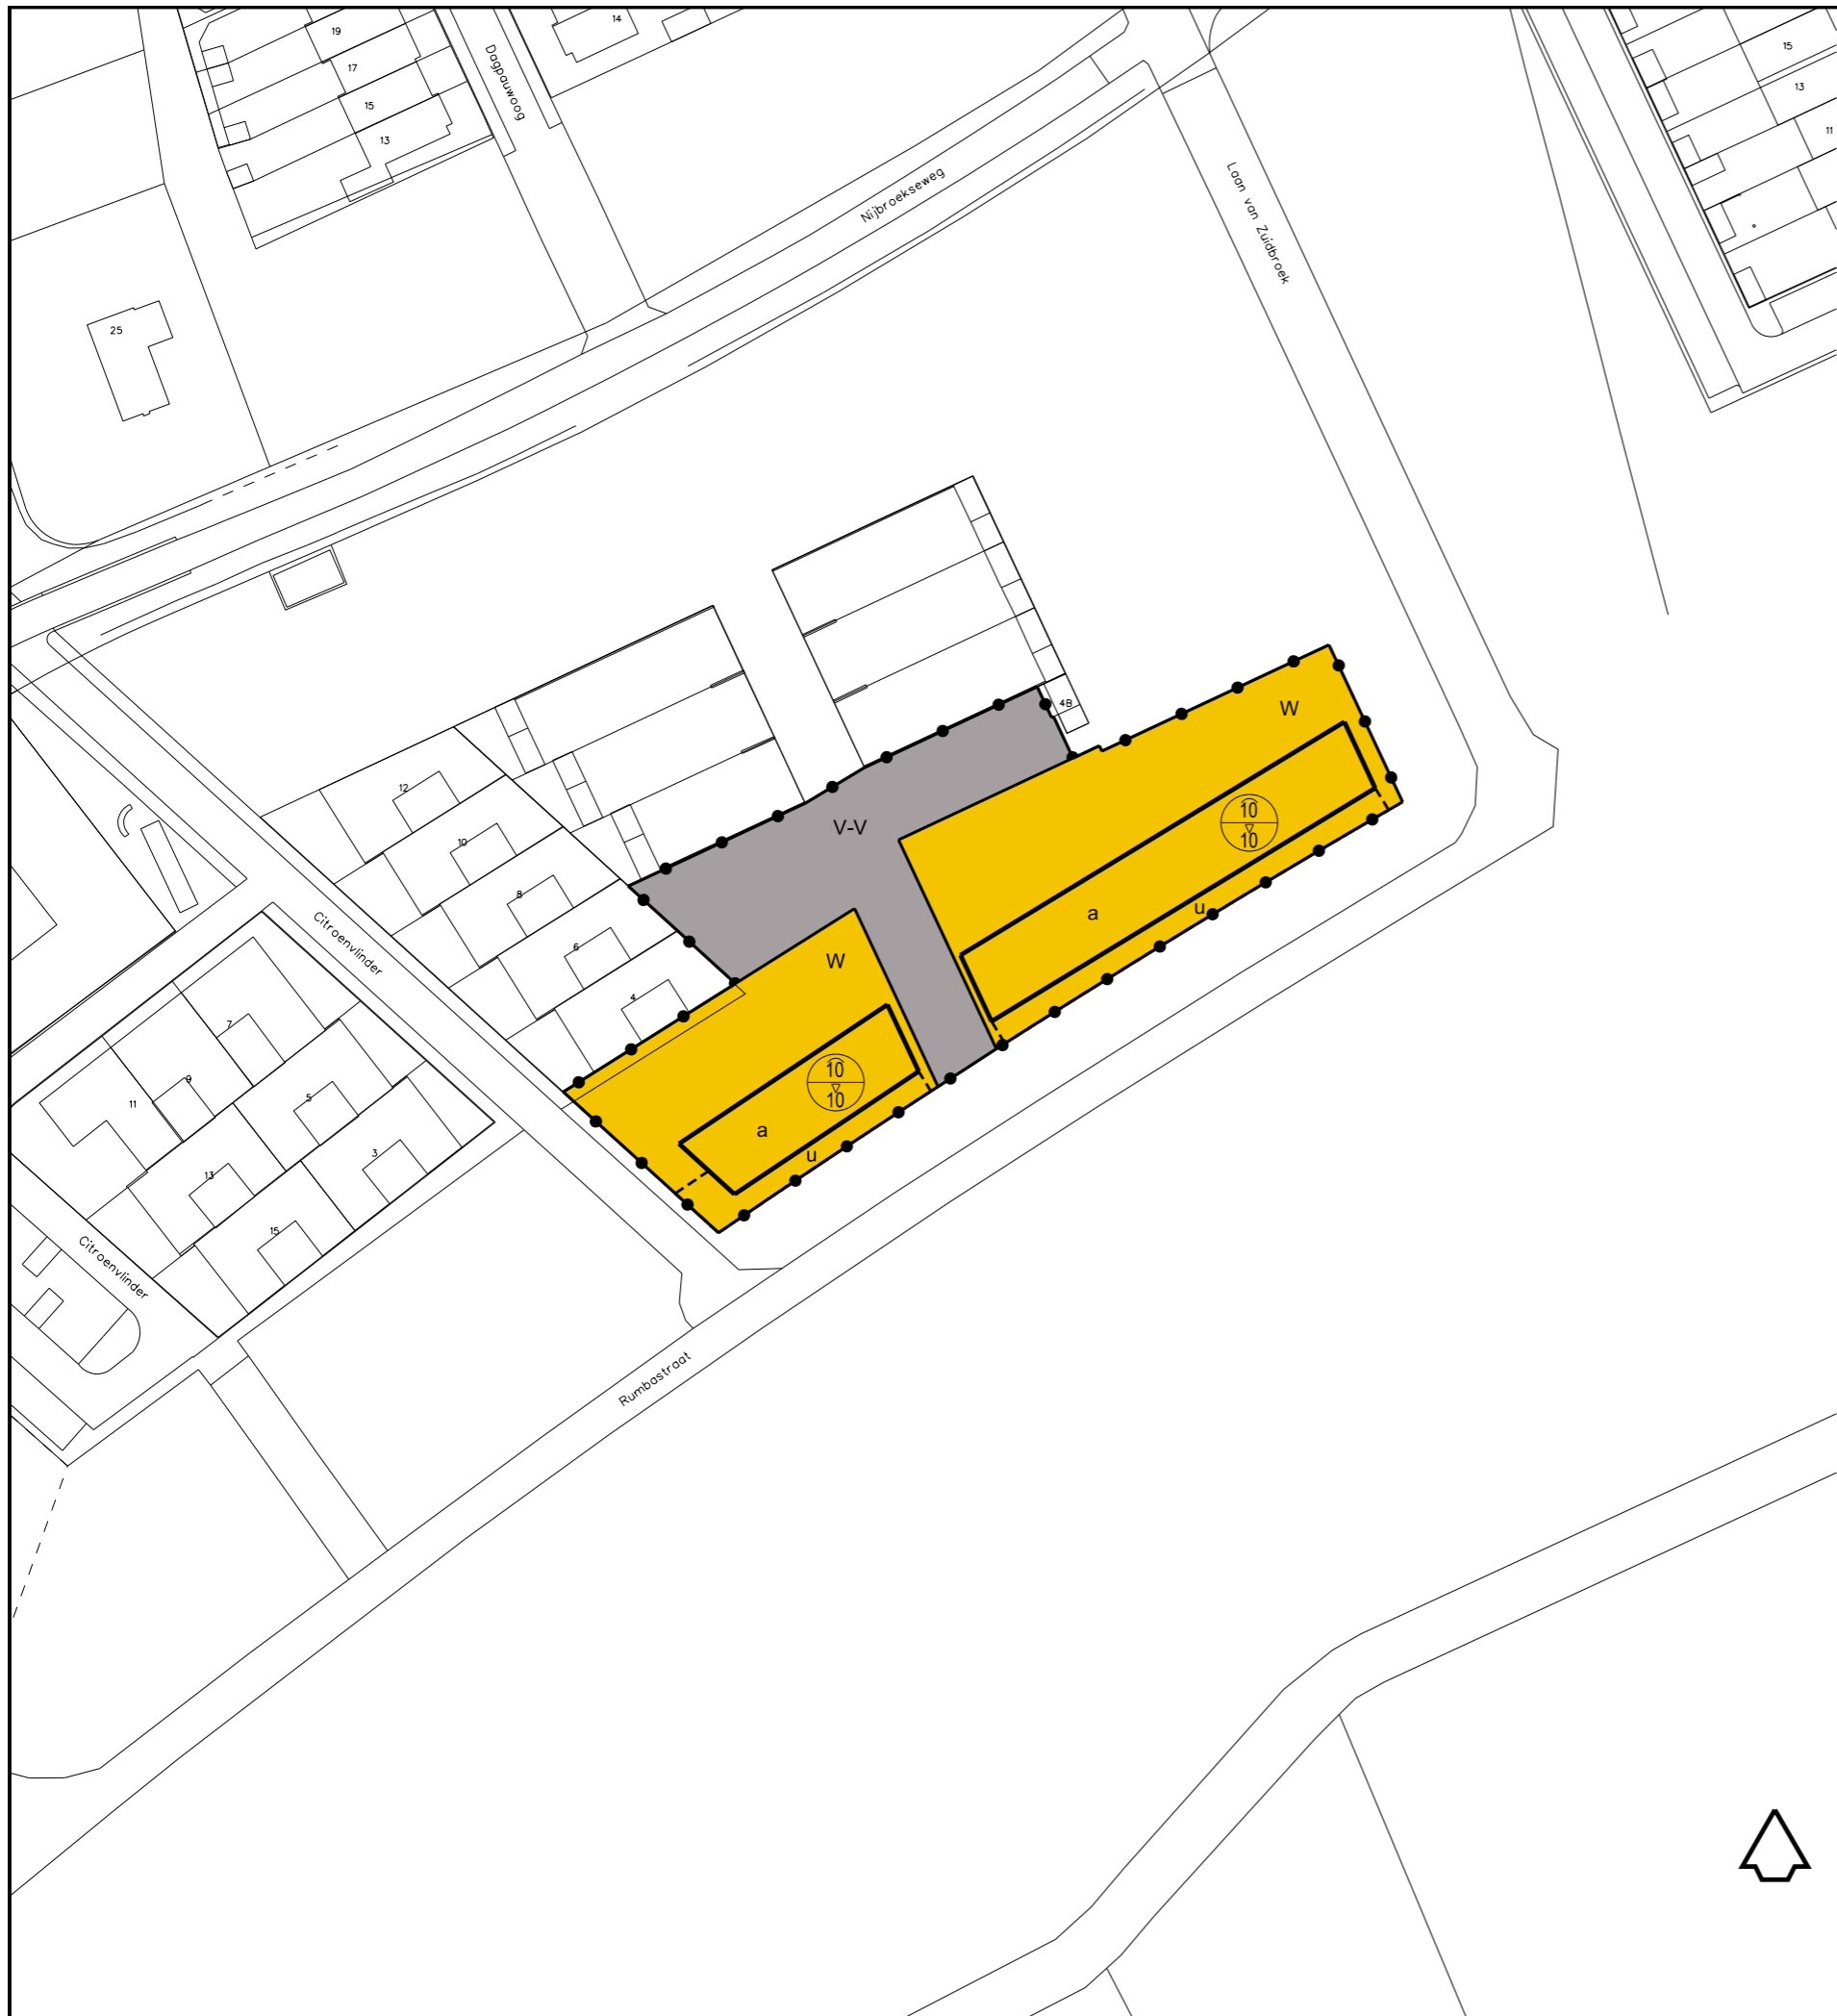 14
19
17
15
13
Dagpauwoog
15
13
11
Nijbroekseweg
Laan van Zuidbroek
25
4B
W
12
10
10
10
V-V
8
a
u
6
W
4
Citroenvlinder
7
9
11
5
3
13
15
10
10
a
u
Citroenvlinder
Rumbastraat